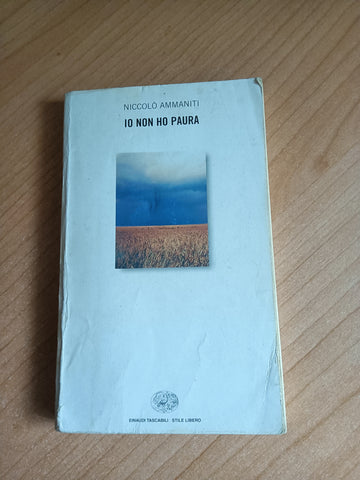 NICCOLÒ AMMANITI
IO NON HO PAURA
EINAUDI TASCABILI STILE LIBERO